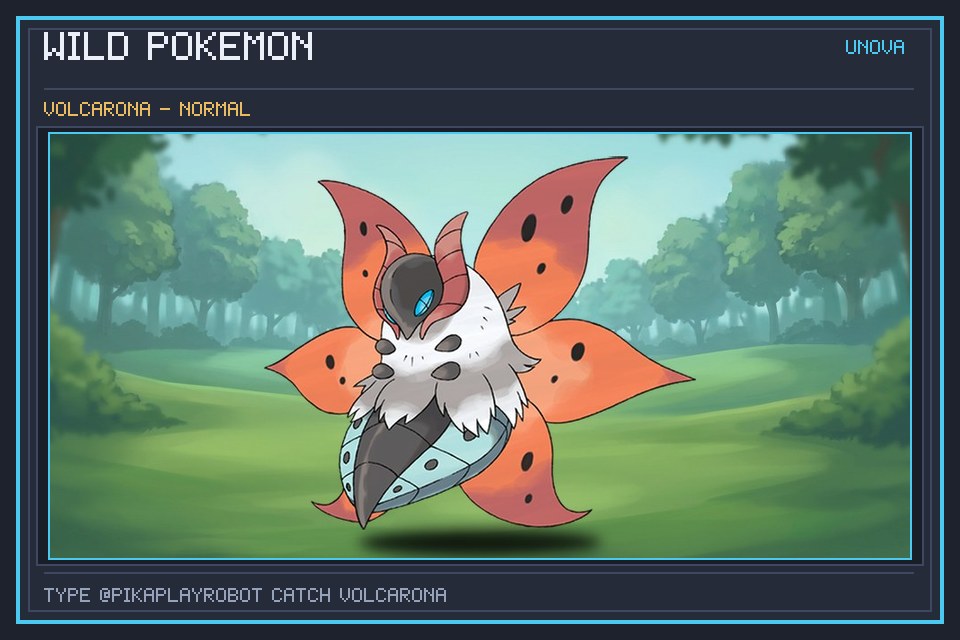 WILD POKEMON
UNOVA
VOLCARONA - NORMAL
TYPE @PIKAPLAYROBOT CATCH VOLCARONA